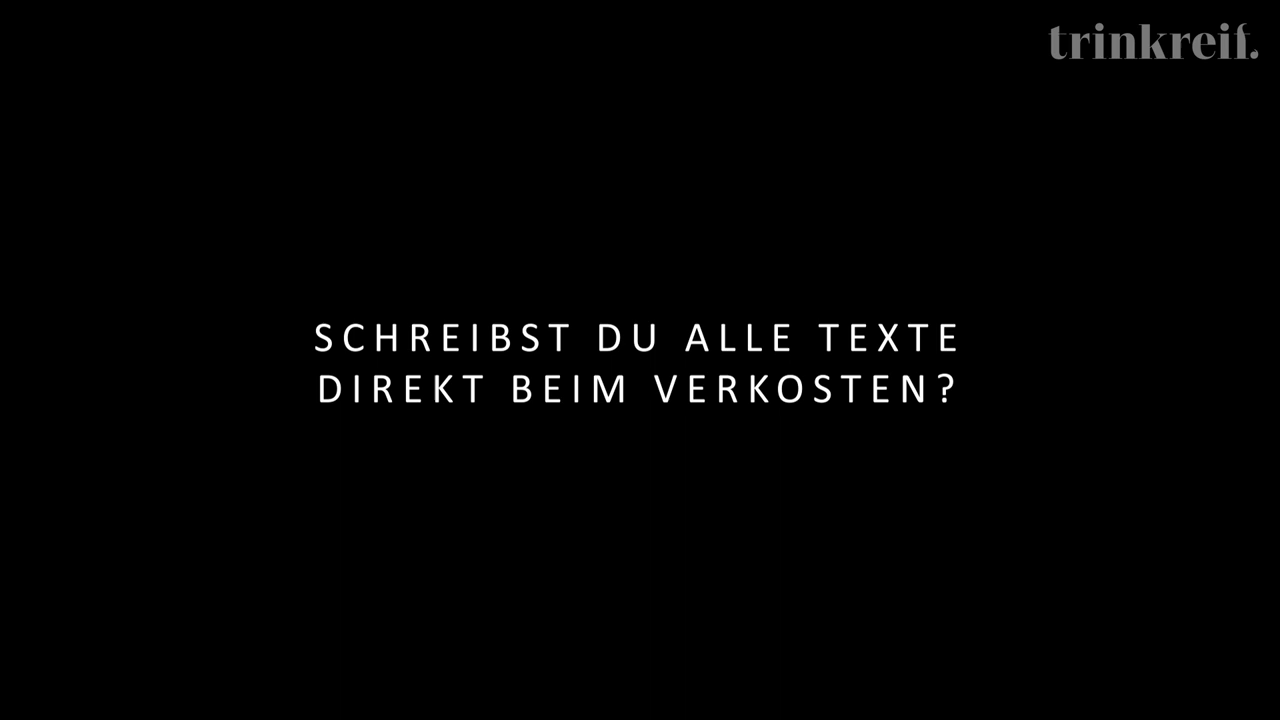 trinkreif.
SCHREIBST DU ALLE TEXTE
DIREKT BEIM VERKOSTEN?